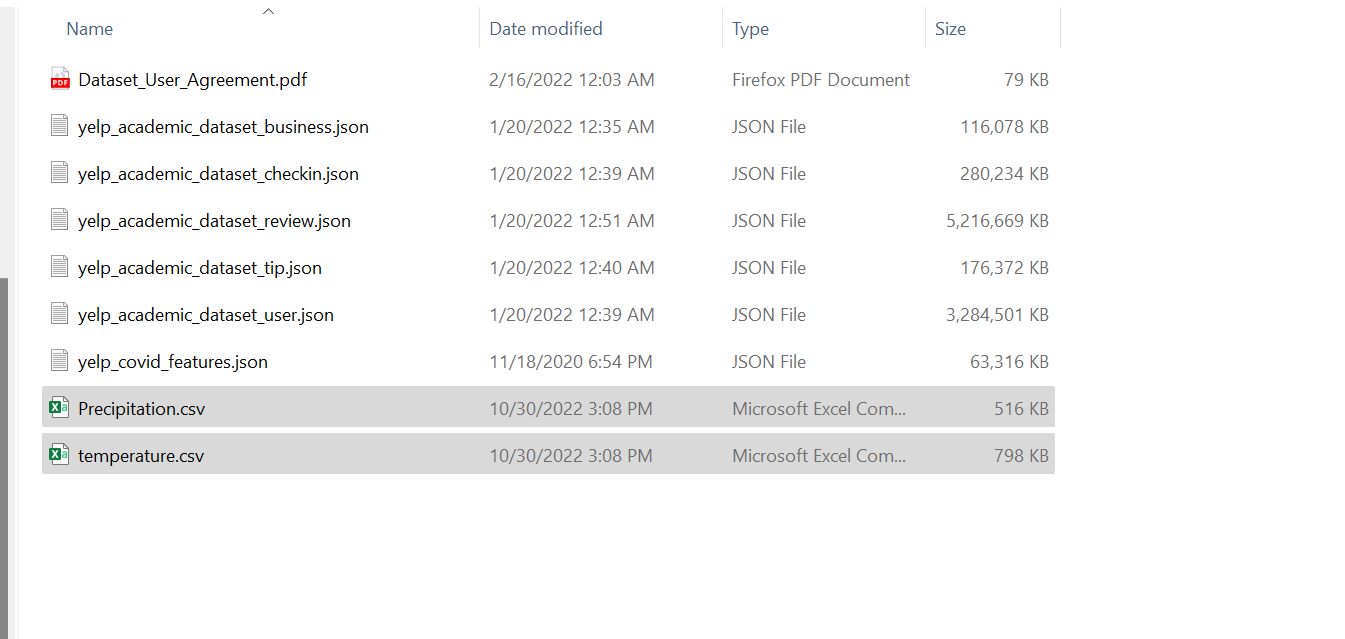 Name Date modified Type Size
PDF Dataset_User_Agreement.pdf 2/16/2022 12:03 AM Firefox PDF Document 79 KB
yelp_academic_dataset_business.json 1/20/2022 12:35 AM JSON File 116,078 KB
yelp_academic_dataset_checkin.json 1/20/2022 12:39 AM JSON File 280,234 KB
yelp_academic_dataset_review.json 1/20/2022 12:51 AM JSON File 5,216,669 KB
yelp_academic_dataset_tip.json 1/20/2022 12:40 AM JSON File 176,372 KB
yelp_academic_dataset_user.json 1/20/2022 12:39 AM JSON File 3,284,501 KB
yelp_covid_features.json 11/18/2020 6:54 PM JSON File 63,316 KB
Xa Precipitation.csv 10/30/2022 3:08 PM Microsoft Excel Com... 516 KB
Xa temperature.csv 10/30/2022 3:08 PM Microsoft Excel Com... 798 KB